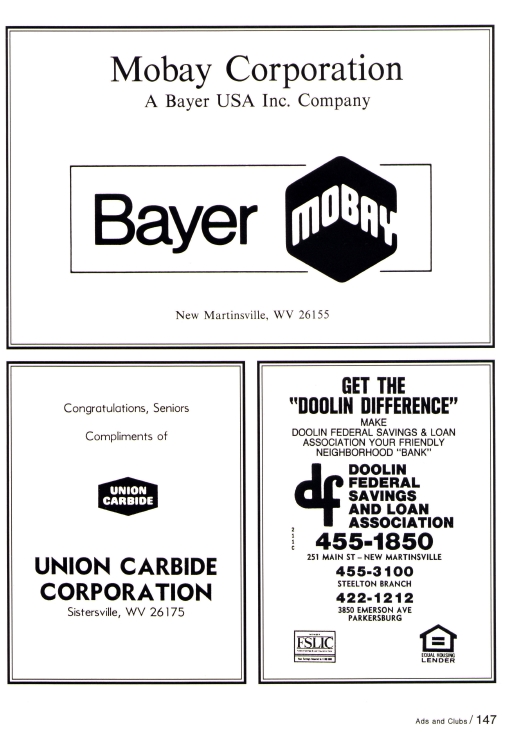 Mobay Corporation
A Bayer USA Inc. Company
Bayer MOBAY
New Martinsville, WV 26155
Congratulations, Seniors
Compliments of
UNION
CARBIDE
UNION CARBIDE
CORPORATION
Sistersville, WV 26175
GET THE
"DOOLIN DIFFERENCE"
MAKE
DOOLIN FEDERAL SAVINGS & LOAN
ASSOCIATION YOUR FRIENDLY
NEIGHBORHOOD "BANK"
df
DOOLIN
FEDERAL
SAVINGS
AND LOAN
ASSOCIATION
455-1850
251 MAIN ST – NEW MARTINSVILLE
455-3100
STEELTON BRANCH
422-1212
3850 EMERSON AVE
PARKERSBURG
FSLIC
EQUAL HOUSING
LENDER
Ads and Clubs / 147